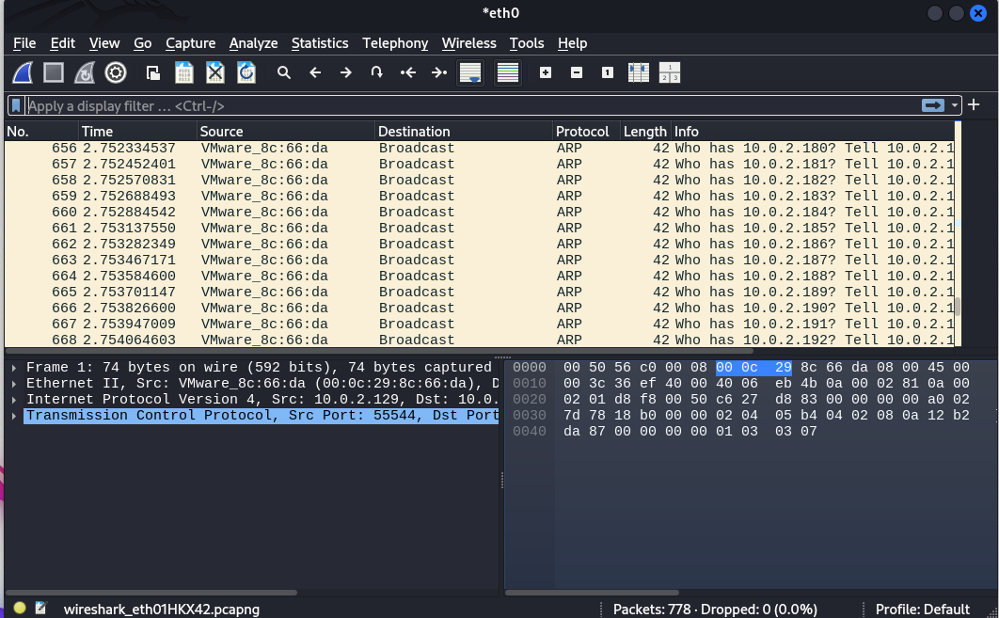 *eth0
File Edit View Go Capture Analyze Statistics Telephony Wireless Tools Help
Apply a display filter … <Ctrl-/>
No. Time Source Destination Protocol Length Info
656 2.752334537 VMware_8c:66:da Broadcast ARP 42 Who has 10.0.2.180? Tell 10.0.2.1
657 2.752452401 VMware_8c:66:da Broadcast ARP 42 Who has 10.0.2.181? Tell 10.0.2.1
658 2.752570831 VMware_8c:66:da Broadcast ARP 42 Who has 10.0.2.182? Tell 10.0.2.1
659 2.752688493 VMware_8c:66:da Broadcast ARP 42 Who has 10.0.2.183? Tell 10.0.2.1
660 2.752884542 VMware_8c:66:da Broadcast ARP 42 Who has 10.0.2.184? Tell 10.0.2.1
661 2.753137550 VMware_8c:66:da Broadcast ARP 42 Who has 10.0.2.185? Tell 10.0.2.1
662 2.753282349 VMware_8c:66:da Broadcast ARP 42 Who has 10.0.2.186? Tell 10.0.2.1
663 2.753467171 VMware_8c:66:da Broadcast ARP 42 Who has 10.0.2.187? Tell 10.0.2.1
664 2.753584600 VMware_8c:66:da Broadcast ARP 42 Who has 10.0.2.188? Tell 10.0.2.1
665 2.753701147 VMware_8c:66:da Broadcast ARP 42 Who has 10.0.2.189? Tell 10.0.2.1
666 2.753826600 VMware_8c:66:da Broadcast ARP 42 Who has 10.0.2.190? Tell 10.0.2.1
667 2.753947009 VMware_8c:66:da Broadcast ARP 42 Who has 10.0.2.191? Tell 10.0.2.1
668 2.754064603 VMware_8c:66:da Broadcast ARP 42 Who has 10.0.2.192? Tell 10.0.2.1
Frame 1: 74 bytes on wire (592 bits), 74 bytes captured
Ethernet II, Src: VMware_8c:66:da (00:0c:29:8c:66:da), D
Internet Protocol Version 4, Src: 10.0.2.129, Dst: 10.0.
Transmission Control Protocol, Src Port: 55544, Dst Port
0000 00 50 56 c0 00 08 00 0c 29 8c 66 da 08 00 45 00
0010 00 3c 36 ef 40 00 40 06 eb 4b 0a 00 02 81 0a 00
0020 02 01 d8 f8 00 50 c6 27 d8 83 00 00 00 00 a0 02
0030 7d 78 18 b0 00 00 02 04 05 b4 04 02 08 0a 12 b2
0040 da 87 00 00 00 00 01 03 03 07
wireshark_eth01HKX42.pcapng
Packets: 778 · Dropped: 0 (0.0%)
Profile: Default